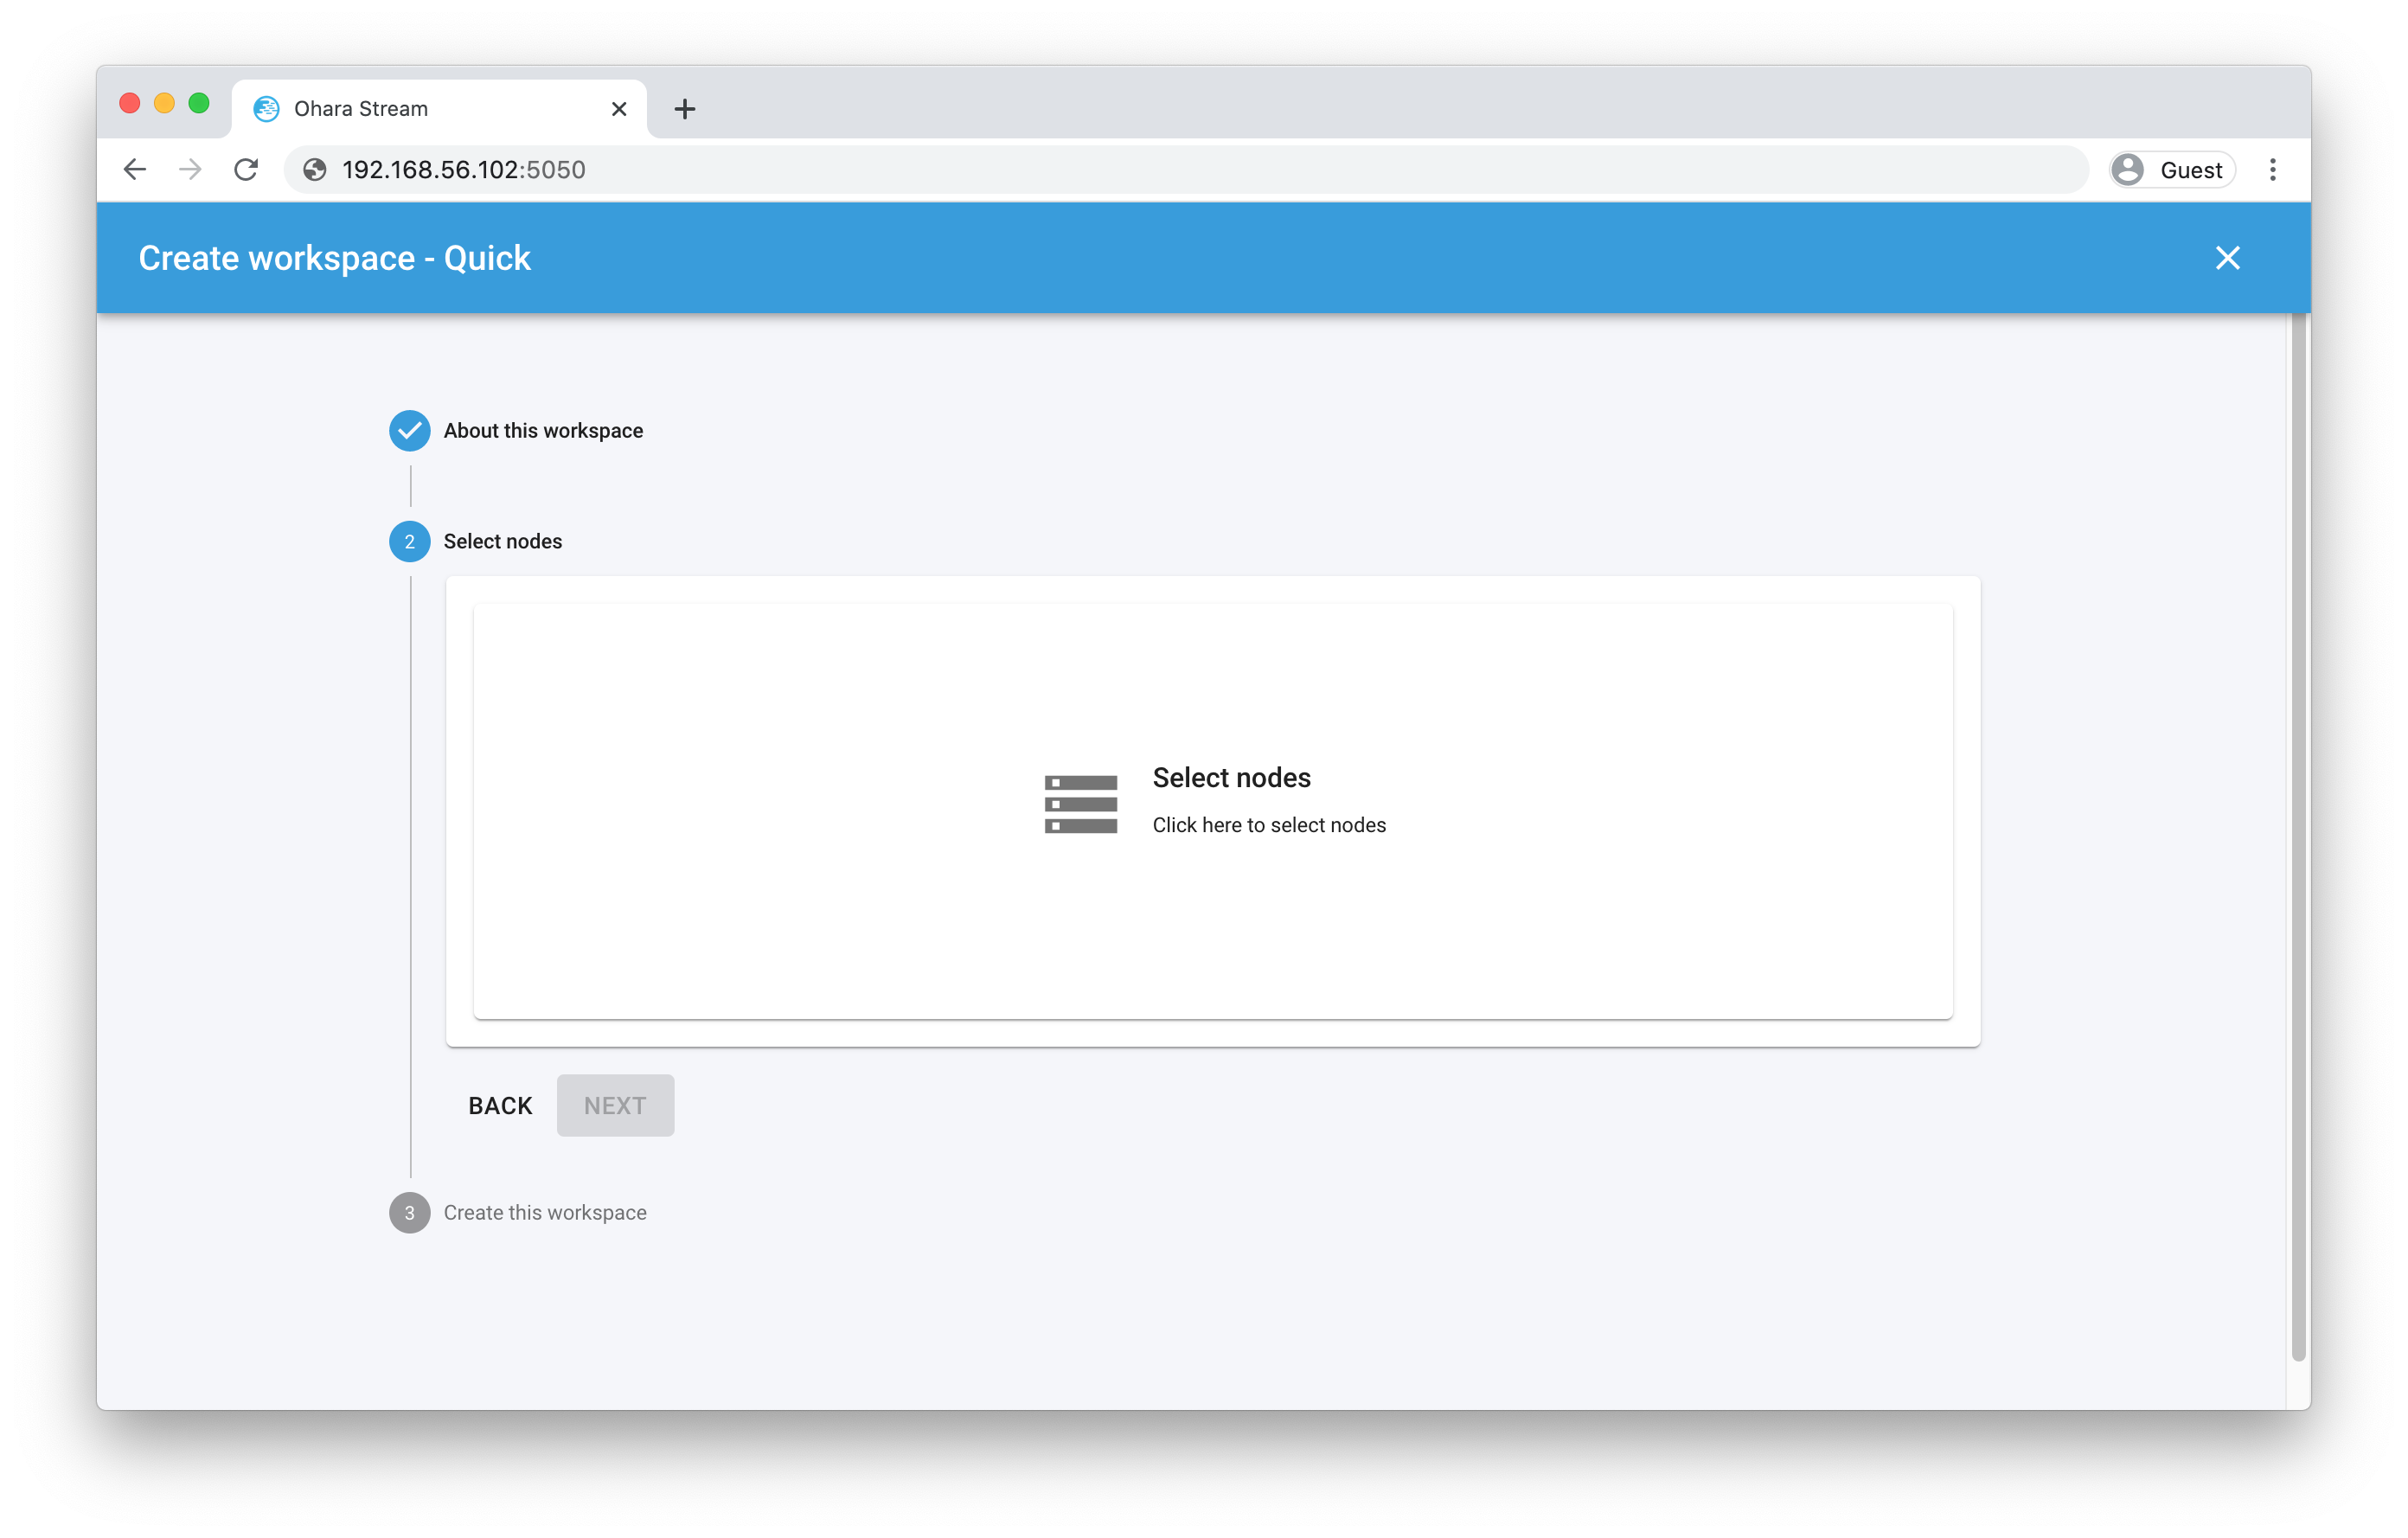 Ohara Stream
192.168.56.102:5050
Guest
Create workspace - Quick
About this workspace
2
Select nodes
Select nodes
Click here to select nodes
BACK
NEXT
3
Create this workspace